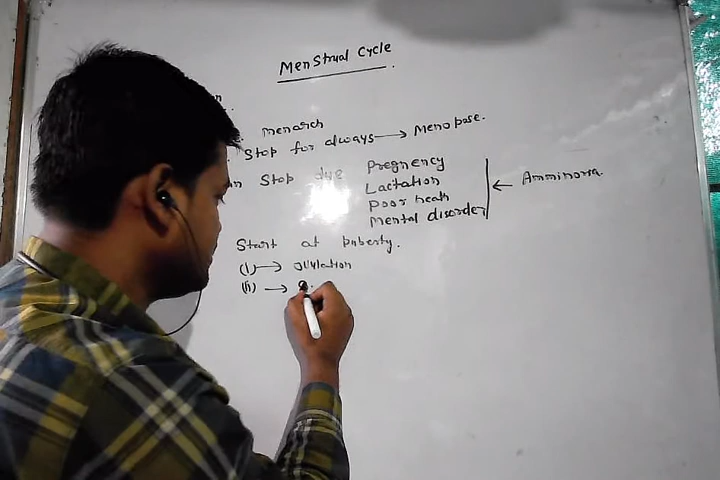 Menstrual Cycle
menarch
Stop for always → Menopase.
Stop due Pregnency
Lactation
poor heath
Mental disorder
← Amminorra
Start at puberty.
(i) → ovulation
(ii) →